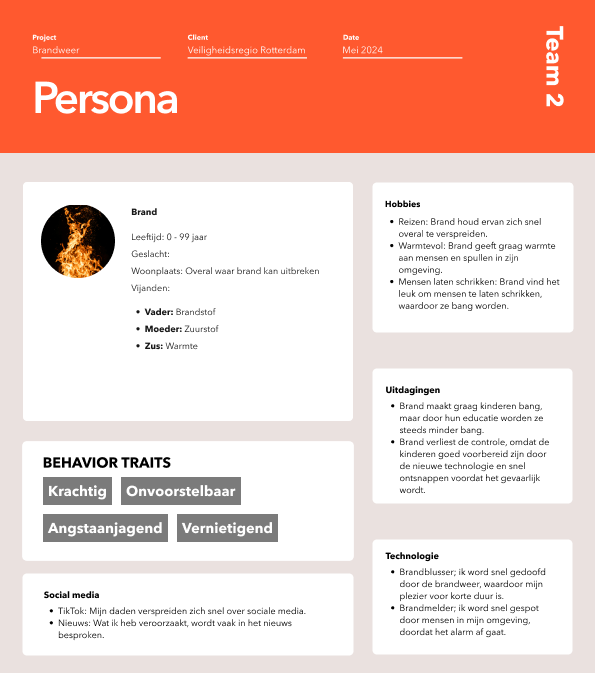 Project
Brandweer
Client
Veiligheidsregio Rotterdam
Date
Mei 2024
Team 2
Persona
Brand
Leeftijd: 0 - 99 jaar
Geslacht:
Woonplaats: Overal waar brand kan uitbreken
Vijanden:
• Vader: Brandstof
• Moeder: Zuurstof
• Zus: Warmte
BEHAVIOR TRAITS
Krachtig
Onvoorstelbaar
Angstaanjagend
Vernietigend
Social media
• TikTok: Mijn daden verspreiden zich snel over sociale media.
• Nieuws: Wat ik heb veroorzaakt, wordt vaak in het nieuws
besproken.
Hobbies
• Reizen: Brand houd ervan zich snel
overal te verspreiden.
• Warmtevol: Brand geeft graag warmte
aan mensen en spullen in zijn
omgeving.
• Mensen laten schrikken: Brand vind het
leuk om mensen te laten schrikken,
waardoor ze bang worden.
Uitdagingen
• Brand maakt graag kinderen bang,
maar door hun educatie worden ze
steeds minder bang.
• Brand verliest de controle, omdat de
kinderen goed voorbereid zijn door
de nieuwe technologie en snel
ontsnappen voordat het gevaarlijk
wordt.
Technologie
• Brandblusser; ik word snel gedoofd
door de brandweer, waardoor mijn
plezier voor korte duur is.
• Brandmelder; ik word snel gespot
door mensen in mijn omgeving,
doordat het alarm af gaat.